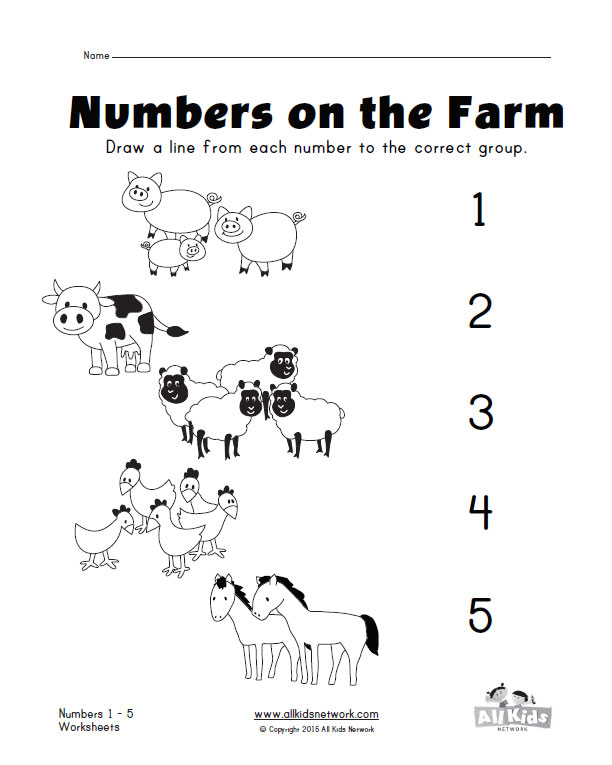 Name
Numbers on the Farm
Draw a line from each number to the correct group.
1
2
3
4
5
Numbers 1 - 5
Worksheets
www.allkidsnetwork.com
© Copyright 2015 All Kids Network
All Kids
NETWORK